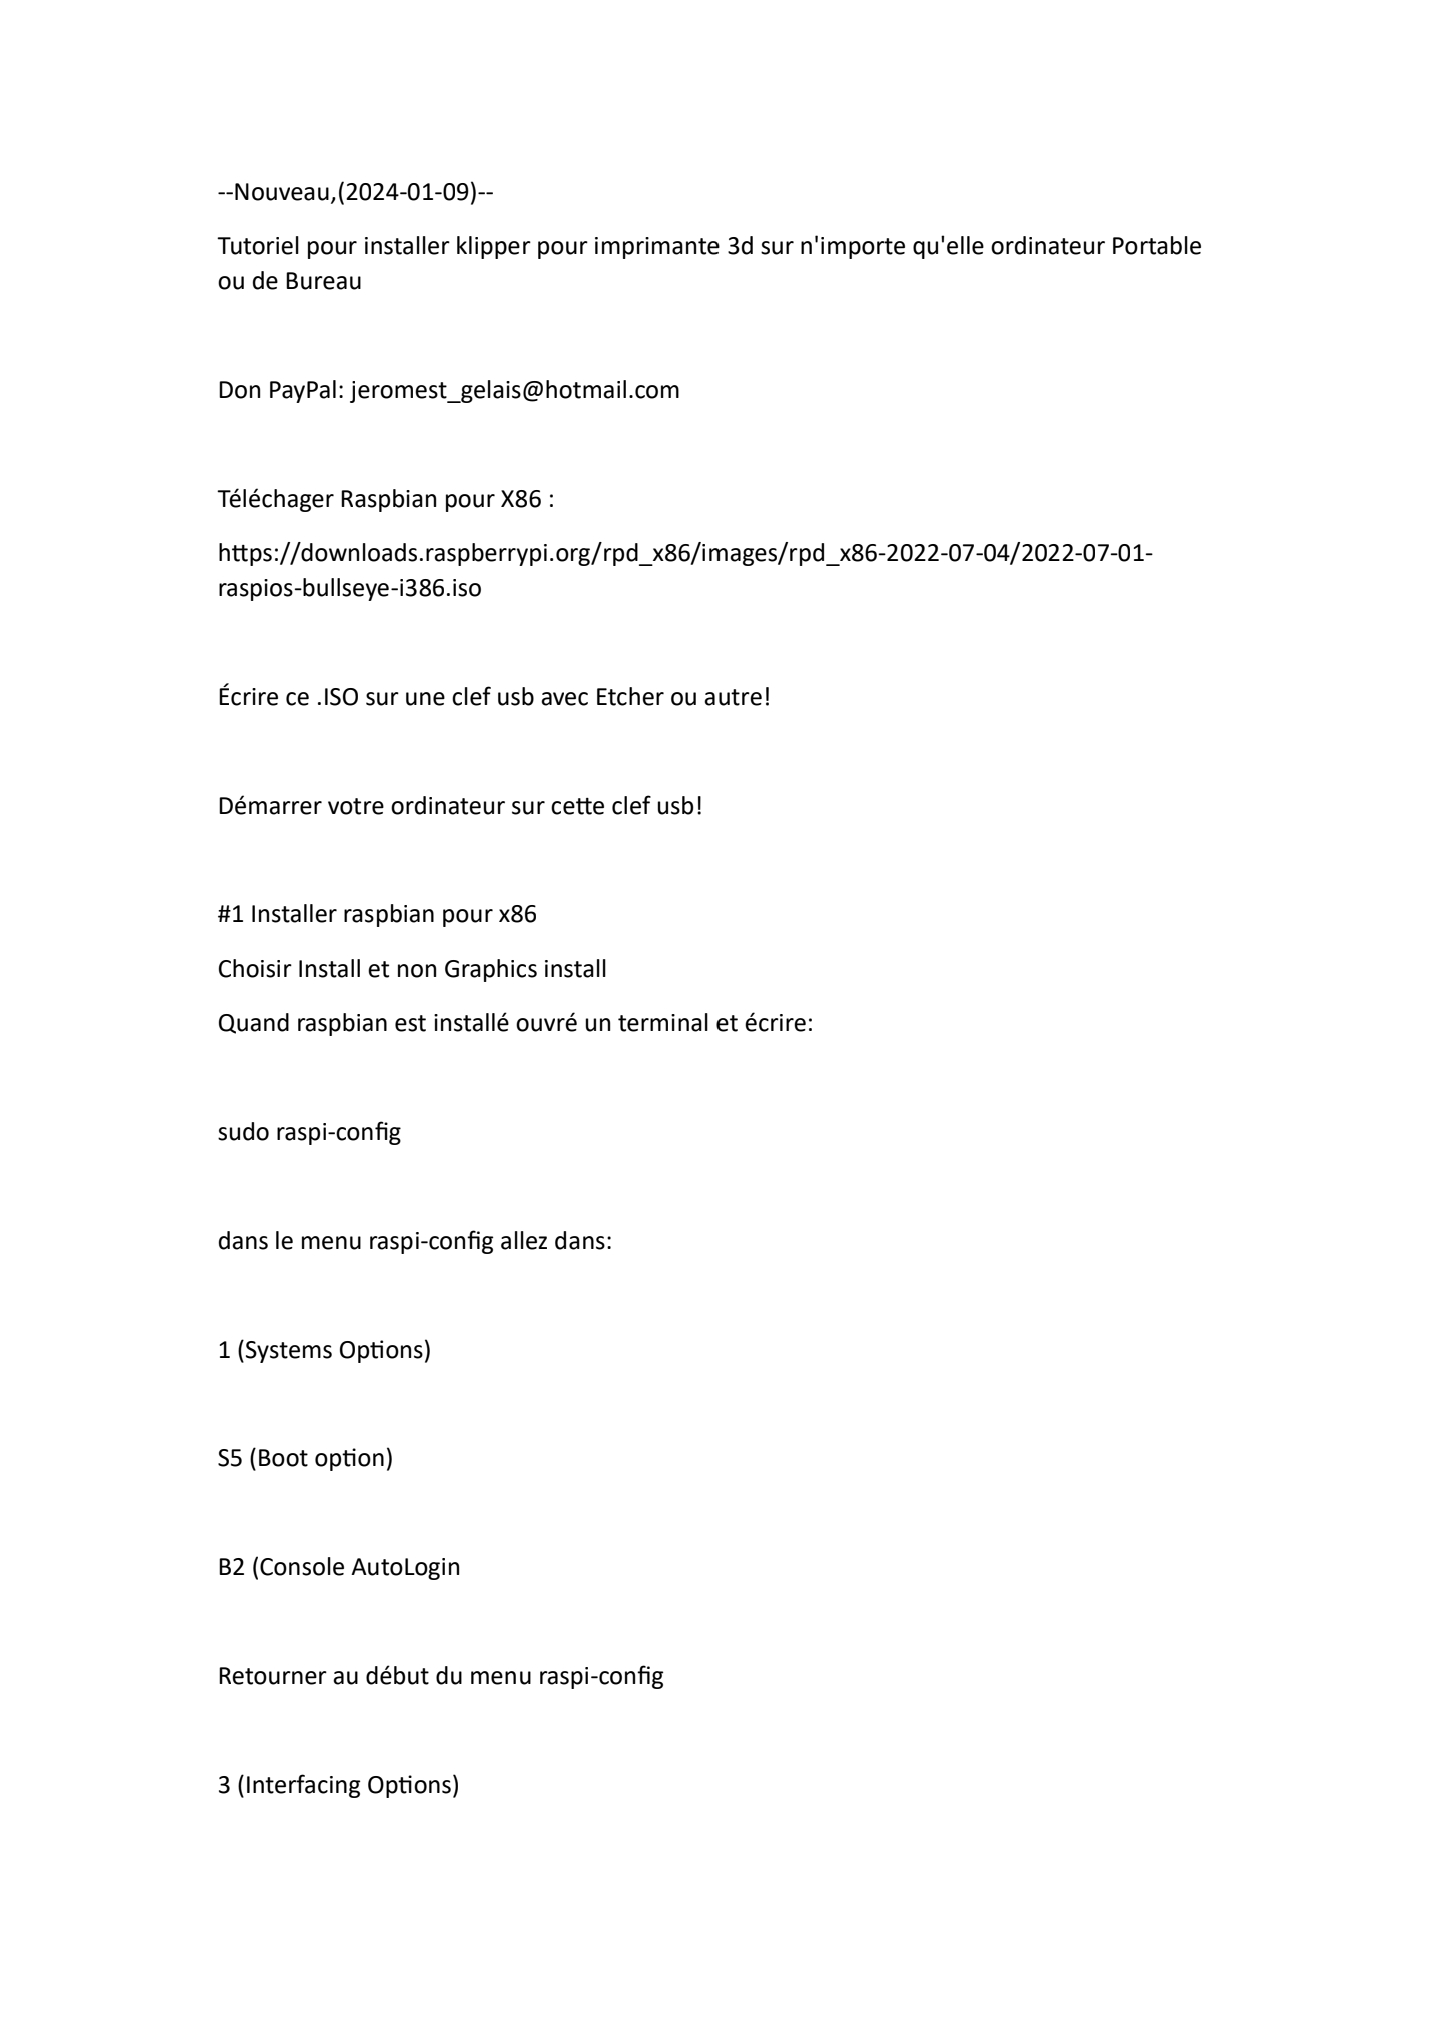 --Nouveau,(2024-01-09)--
Tutoriel pour installer klipper pour imprimante 3d sur n'importe qu'elle ordinateur Portable
ou de Bureau
Don PayPal: jeromest_gelais@hotmail.com
Téléchager Raspbian pour X86 :
https://downloads.raspberrypi.org/rpd_x86/images/rpd_x86-2022-07-04/2022-07-01-
raspios-bullseye-i386.iso
Écrire ce .ISO sur une clef usb avec Etcher ou autre!
Démarrer votre ordinateur sur cette clef usb!
#1 Installer raspbian pour x86
Choisir Install et non Graphics install
Quand raspbian est installé ouvré un terminal et écrire:
sudo raspi-config
dans le menu raspi-config allez dans:
1 (Systems Options)
S5 (Boot option)
B2 (Console AutoLogin
Retourner au début du menu raspi-config
3 (Interfacing Options)